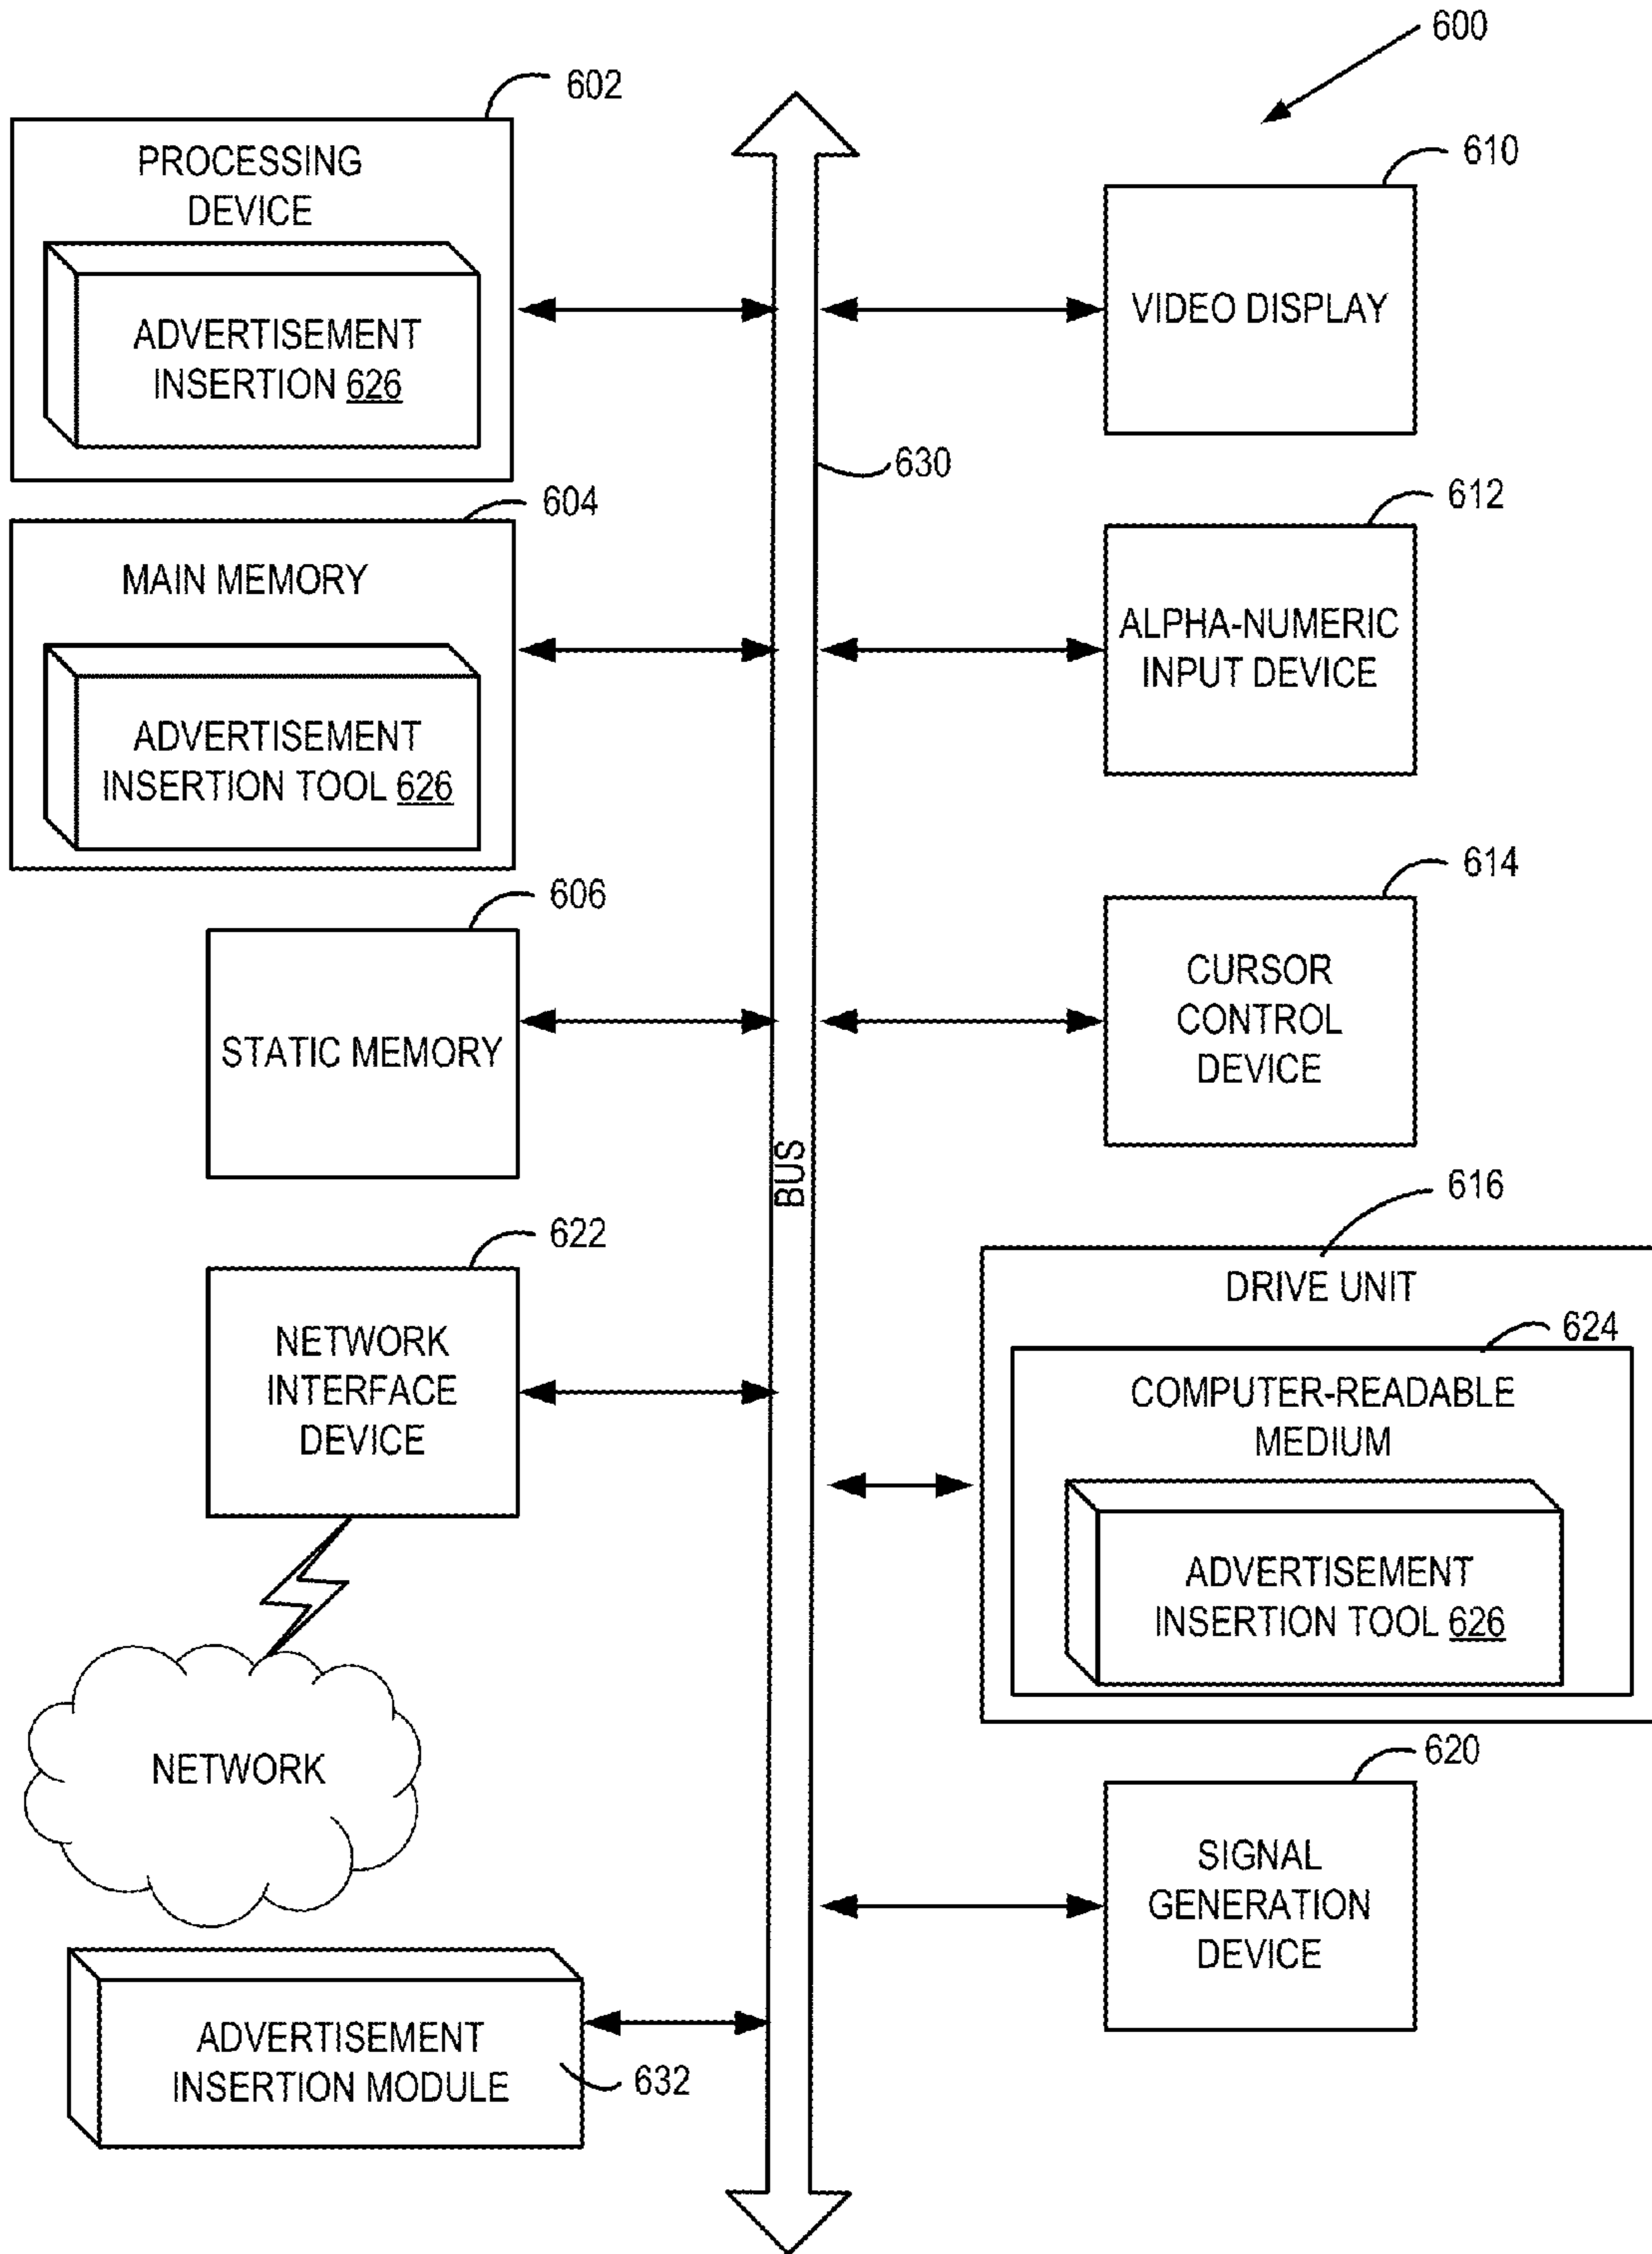 600
602
PROCESSING
DEVICE
ADVERTISEMENT
INSERTION 626
610
VIDEO DISPLAY
630
604
MAIN MEMORY
ADVERTISEMENT
INSERTION TOOL 626
612
ALPHA-NUMERIC
INPUT DEVICE
606
STATIC MEMORY
614
CURSOR
CONTROL
DEVICE
BUS
622
NETWORK
INTERFACE
DEVICE
616
DRIVE UNIT
624
COMPUTER-READABLE
MEDIUM
ADVERTISEMENT
INSERTION TOOL 626
NETWORK
620
SIGNAL
GENERATION
DEVICE
ADVERTISEMENT
INSERTION MODULE
632